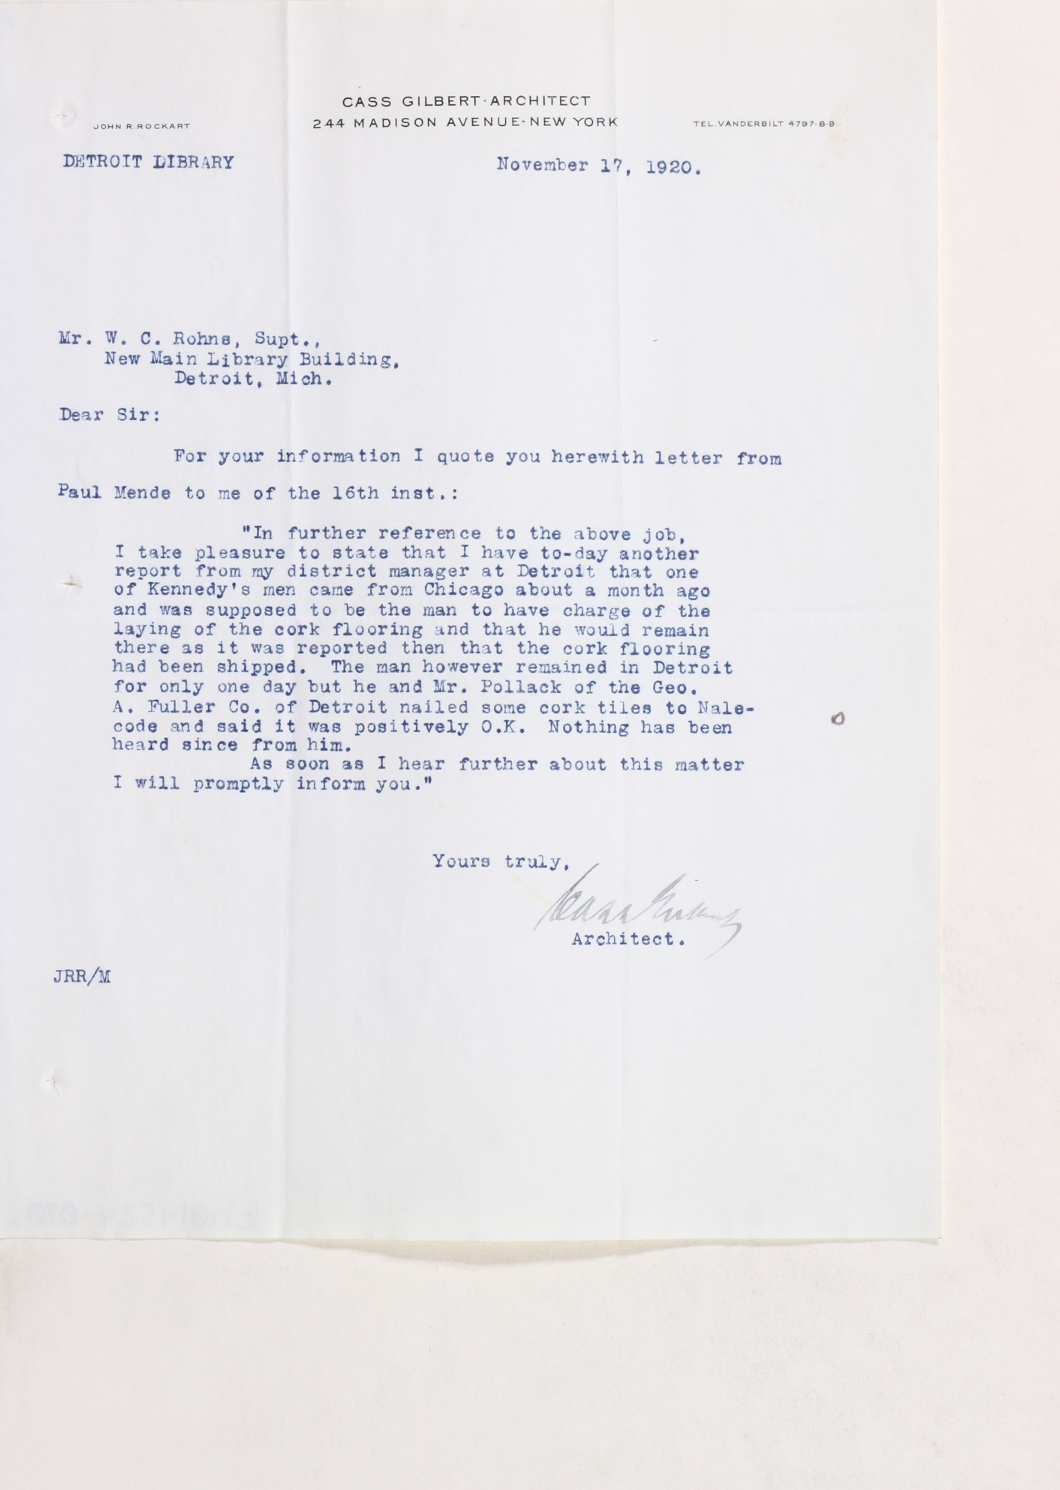 CASS GILBERT·ARCHITECT
JOHN R. ROCKART 244 MADISON AVENUE·NEW YORK TEL. VANDERBILT 4797-8-9
DETROIT LIBRARY November 17, 1920.
Mr. W. C. Rohns, Supt.,
New Main Library Building,
Detroit, Mich.
Dear Sir:
For your information I quote you herewith letter from
Paul Mende to me of the 16th inst.:
"In further reference to the above job,
I take pleasure to state that I have to-day another
report from my district manager at Detroit that one
of Kennedy's men came from Chicago about a month ago
and was supposed to be the man to have charge of the
laying of the cork flooring and that he would remain
there as it was reported then that the cork flooring
had been shipped. The man however remained in Detroit
for only one day but he and Mr. Pollack of the Geo.
A. Fuller Co. of Detroit nailed some cork tiles to Nale-
code and said it was positively O.K. Nothing has been
heard since from him.
As soon as I hear further about this matter
I will promptly inform you."
Yours truly,
Cass Gilbert
Architect.
JRR/M